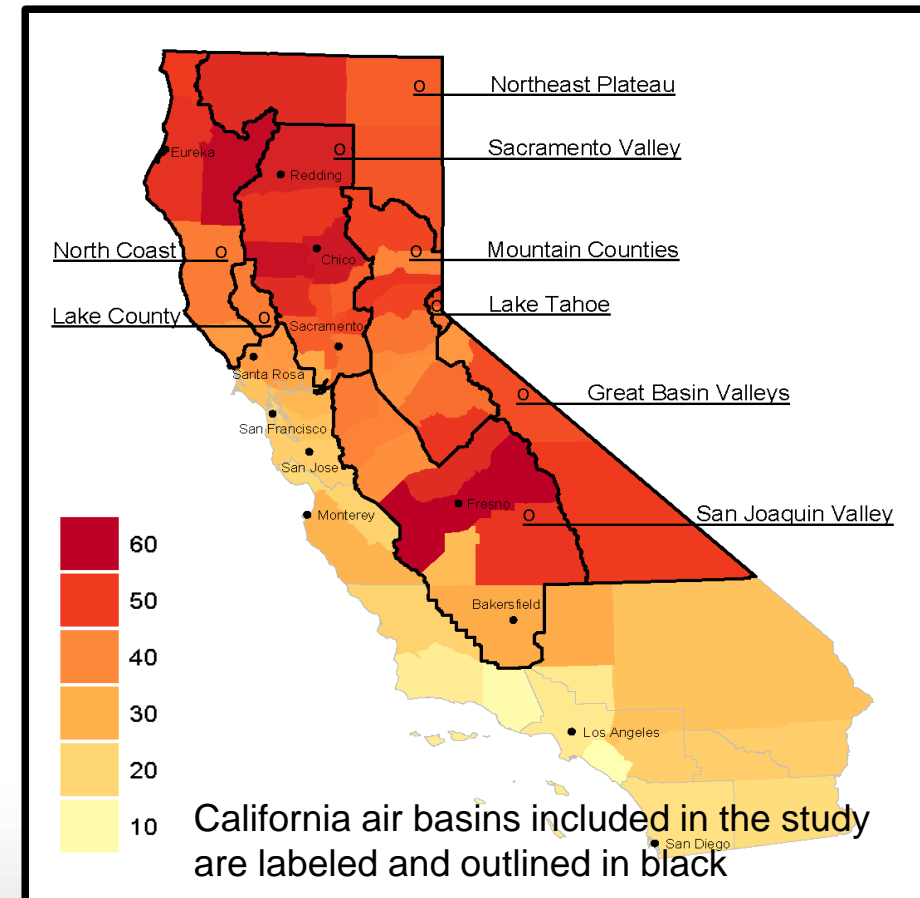 Northeast Plateau
Eureka
Sacramento Valley
Redding
North Coast
Chico
Mountain Counties
Lake County
Lake Tahoe
Sacramento
Santa Rosa
Great Basin Valleys
San Francisco
San Jose
Fresno
Monterey
San Joaquin Valley
60
50
Bakersfield
40
30
Los Angeles
20
10
California air basins included in the study
are labeled and outlined in black
San Diego